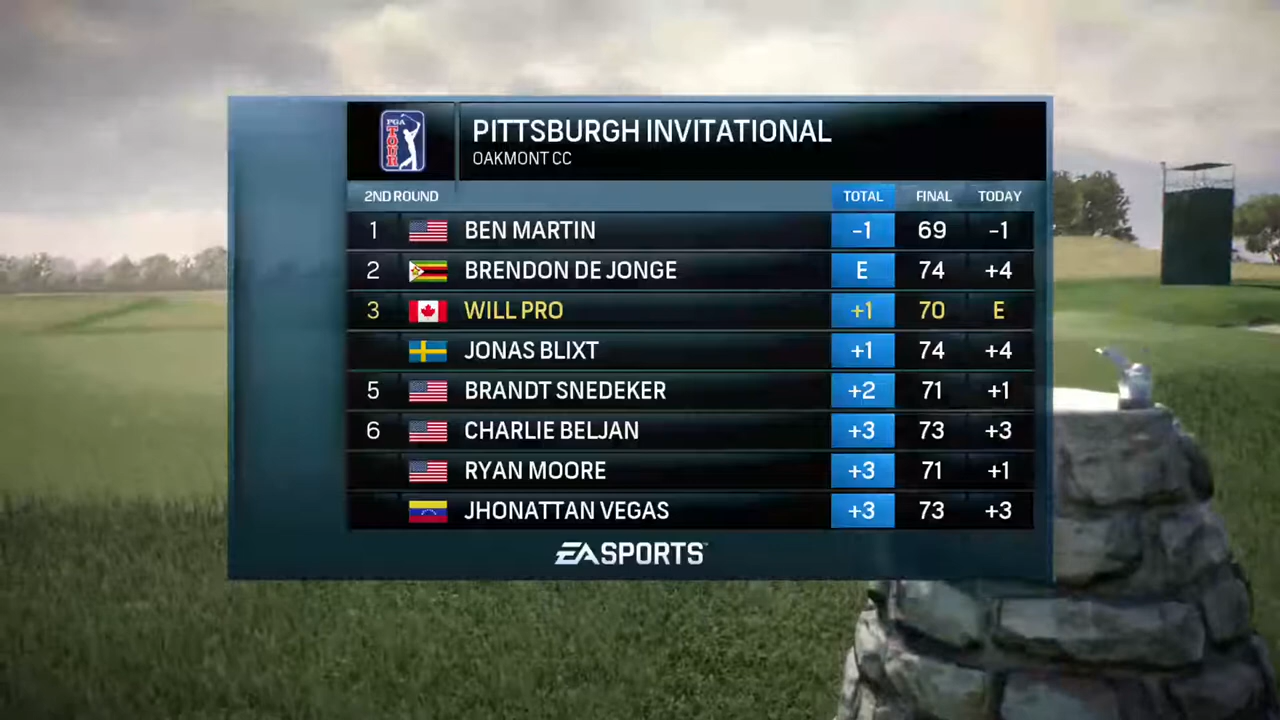 PGA TOUR
PITTSBURGH INVITATIONAL
OAKMONT CC
2ND ROUND TOTAL FINAL TODAY
1 BEN MARTIN -1 69 -1
2 BRENDON DE JONGE E 74 +4
3 WILL PRO +1 70 E
JONAS BLIXT +1 74 +4
5 BRANDT SNEDEKER +2 71 +1
6 CHARLIE BELJAN +3 73 +3
RYAN MOORE +3 71 +1
JHONATTAN VEGAS +3 73 +3
EA SPORTS™